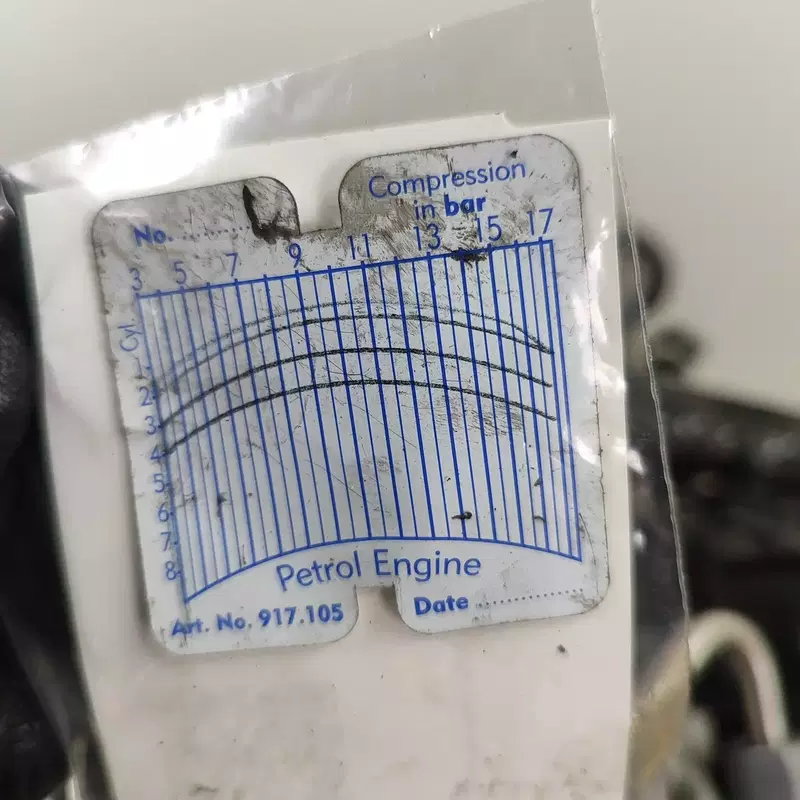 No. ..........
Compression
in bar
3 5 7 9 11 13 15 17
Cyl.
1
2
3
4
5
6
7
8
Petrol Engine
Art. No. 917.105
Date ................